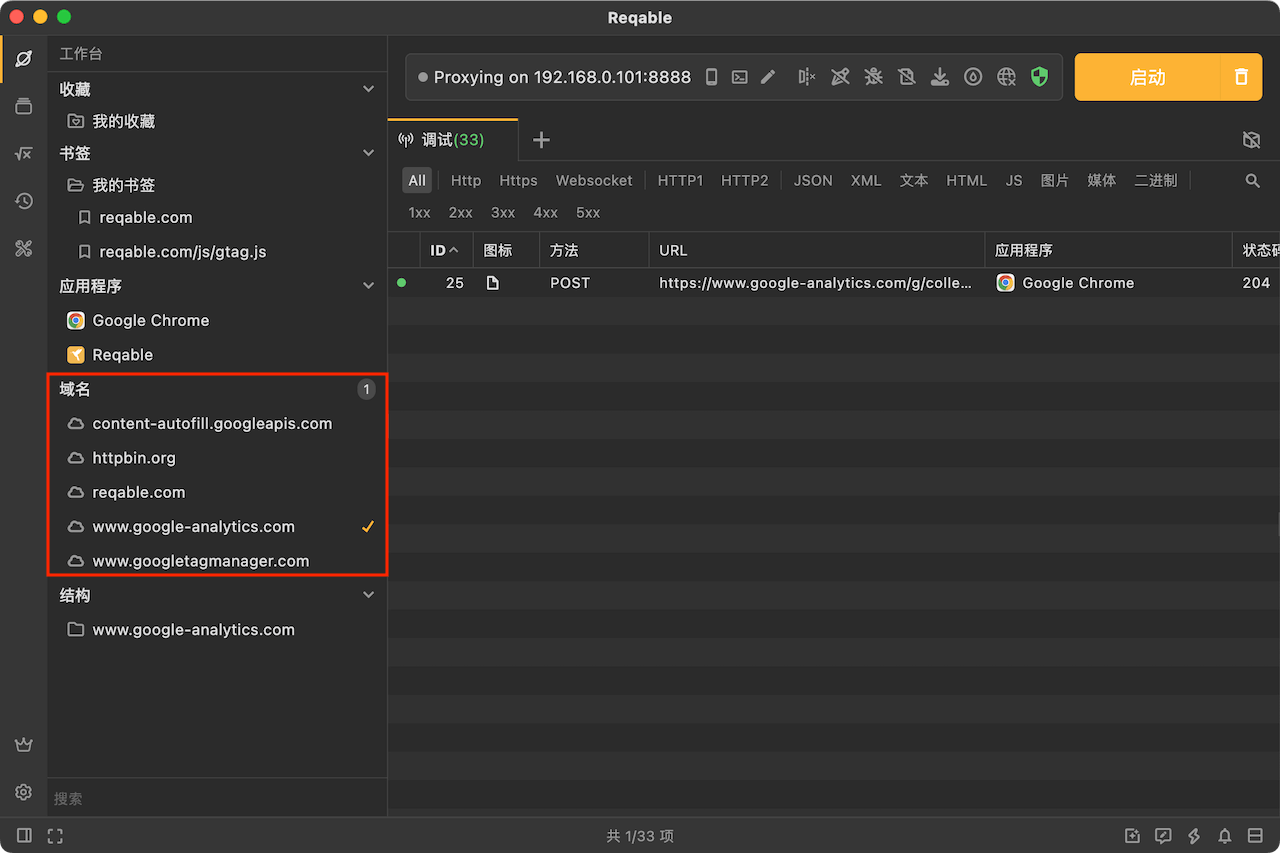 Reqable
工作台
收藏
我的收藏
书签
我的书签
reqable.com
reqable.com/js/gtag.js
应用程序
Google Chrome
Reqable
域名 1
content-autofill.googleapis.com
httpbin.org
reqable.com
www.google-analytics.com
www.googletagmanager.com
结构
www.google-analytics.com
搜索
Proxying on 192.168.0.101:8888
启动
调试(33)
All Http Https Websocket HTTP1 HTTP2 JSON XML 文本 HTML JS 图片 媒体 二进制
1xx 2xx 3xx 4xx 5xx
ID 图标 方法 URL 应用程序 状态码
25 POST https://www.google-analytics.com/g/colle... Google Chrome 204
共 1/33 项